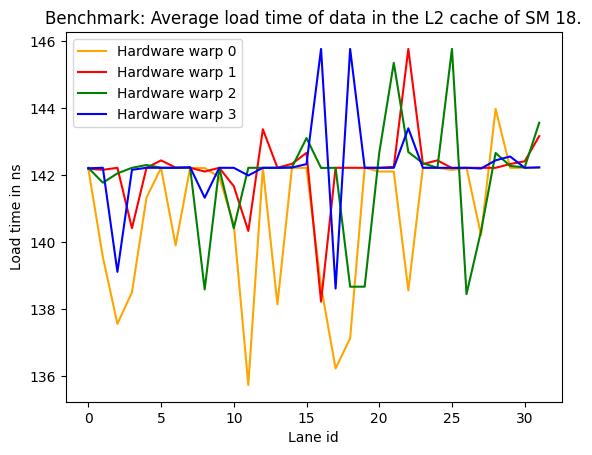 Benchmark: Average load time of data in the L2 cache of SM 18.
146
144
142
140
138
136
Load time in ns
Hardware warp 0
Hardware warp 1
Hardware warp 2
Hardware warp 3
0 5 10 15 20 25 30
Lane id